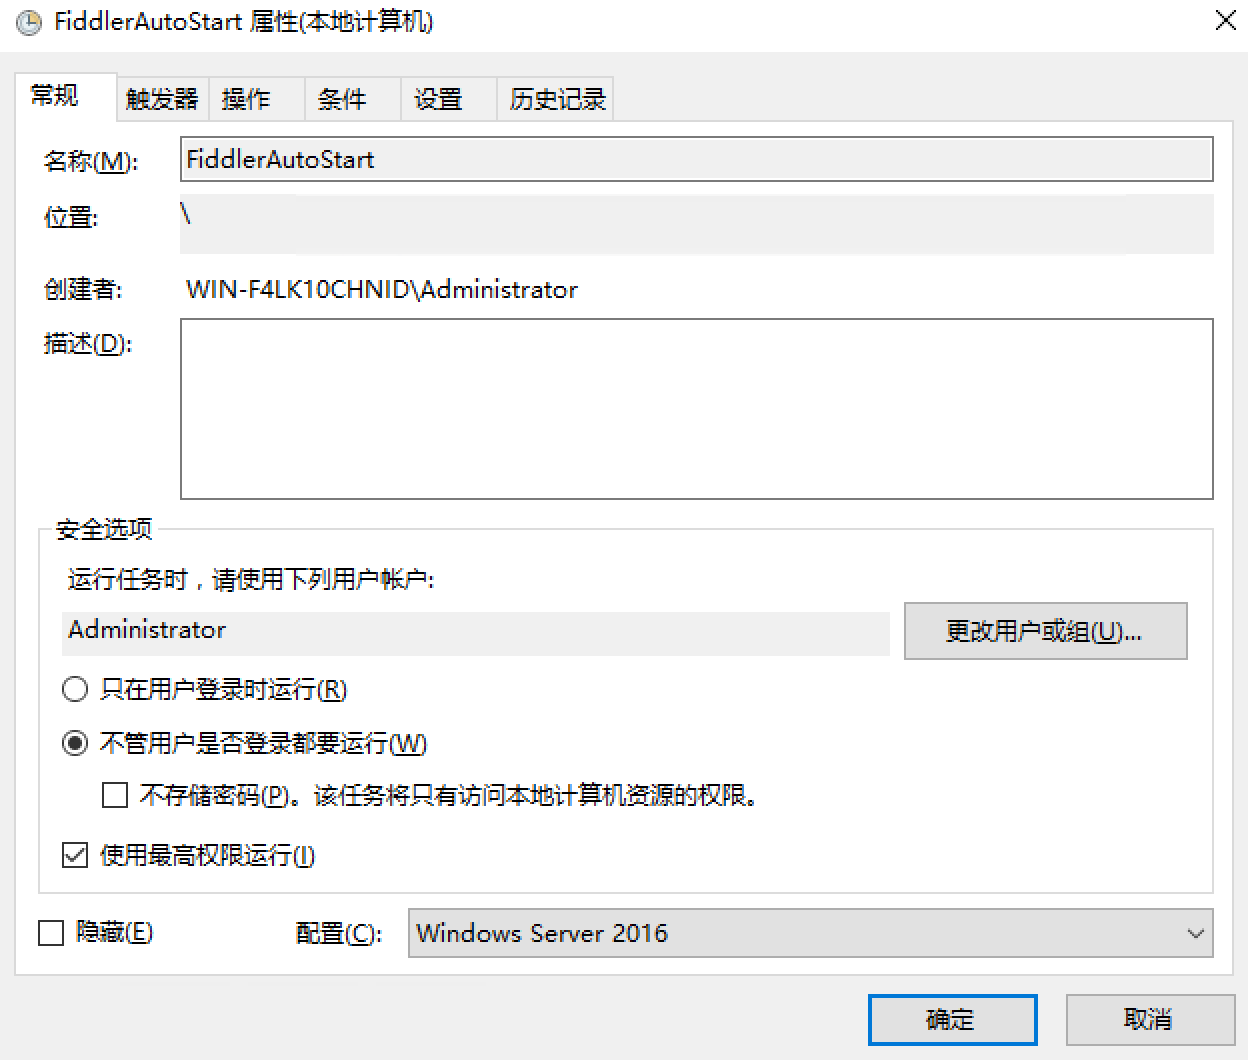 FiddlerAutoStart 属性(本地计算机)
常规 触发器 操作 条件 设置 历史记录
名称(M): FiddlerAutoStart
位置: \
创建者: WIN-F4LK10CHNID\Administrator
描述(D):
安全选项
运行任务时，请使用下列用户帐户:
Administrator 更改用户或组(U)...
只在用户登录时运行(R)
不管用户是否登录都要运行(W)
不存储密码(P)。该任务将只有访问本地计算机资源的权限。
使用最高权限运行(I)
隐藏(E) 配置(C): Windows Server 2016
确定 取消